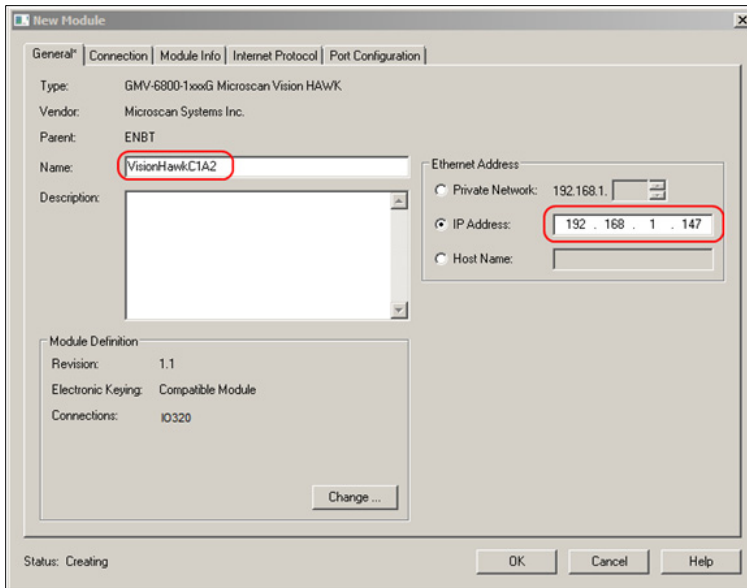 New Module
General* Connection Module Info Internet Protocol Port Configuration
Type: GMV-6800-1xxxG Microscan Vision HAWK
Vendor: Microscan Systems Inc.
Parent: ENBT
Name: VisionHawkC1A2
Description:
Ethernet Address
Private Network: 192.168.1.
IP Address: 192 . 168 . 1 . 147
Host Name:
Module Definition
Revision: 1.1
Electronic Keying: Compatible Module
Connections: IO320
Change ...
Status: Creating
OK Cancel Help